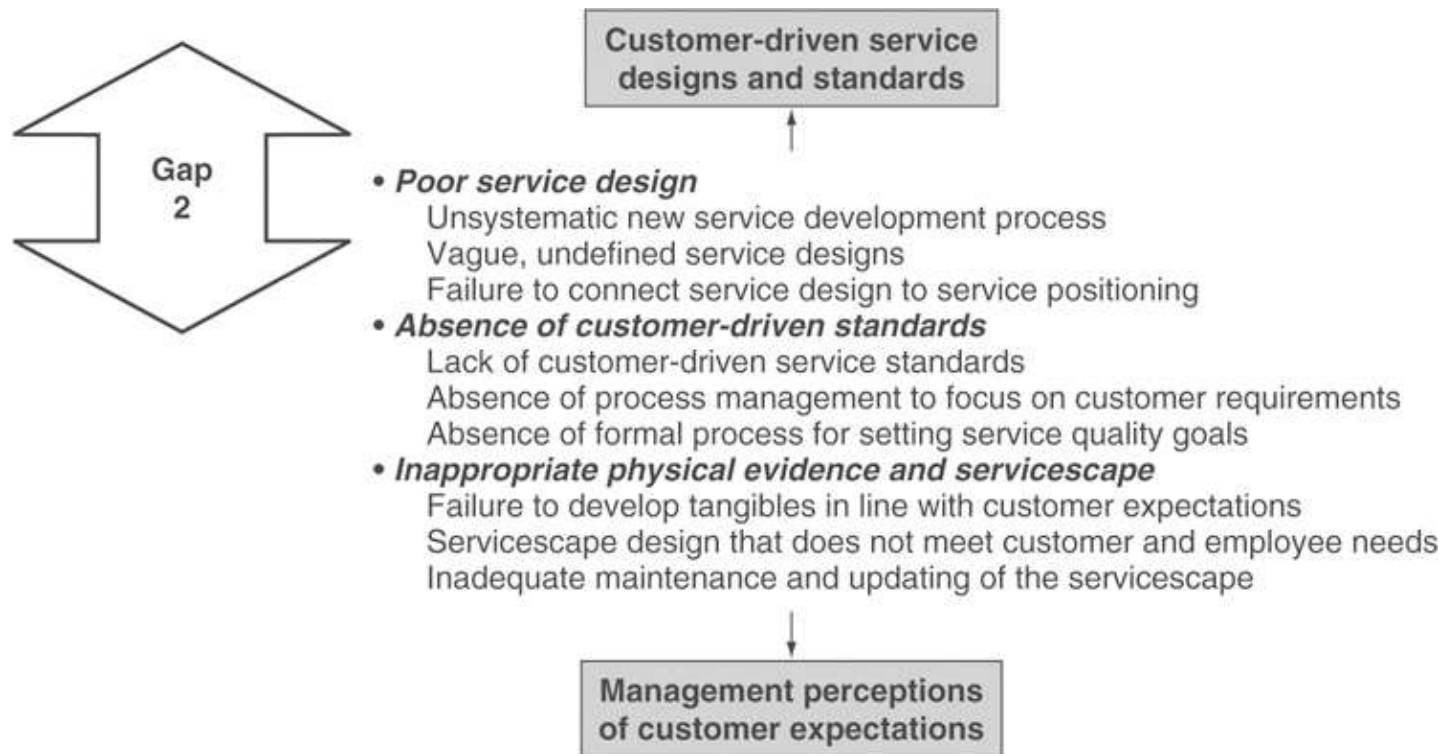 Customer-driven service
designs and standards
Gap
2
• Poor service design
Unsystematic new service development process
Vague, undefined service designs
Failure to connect service design to service positioning
• Absence of customer-driven standards
Lack of customer-driven service standards
Absence of process management to focus on customer requirements
Absence of formal process for setting service quality goals
• Inappropriate physical evidence and servicescape
Failure to develop tangibles in line with customer expectations
Servicescape design that does not meet customer and employee needs
Inadequate maintenance and updating of the servicescape
Management perceptions
of customer expectations